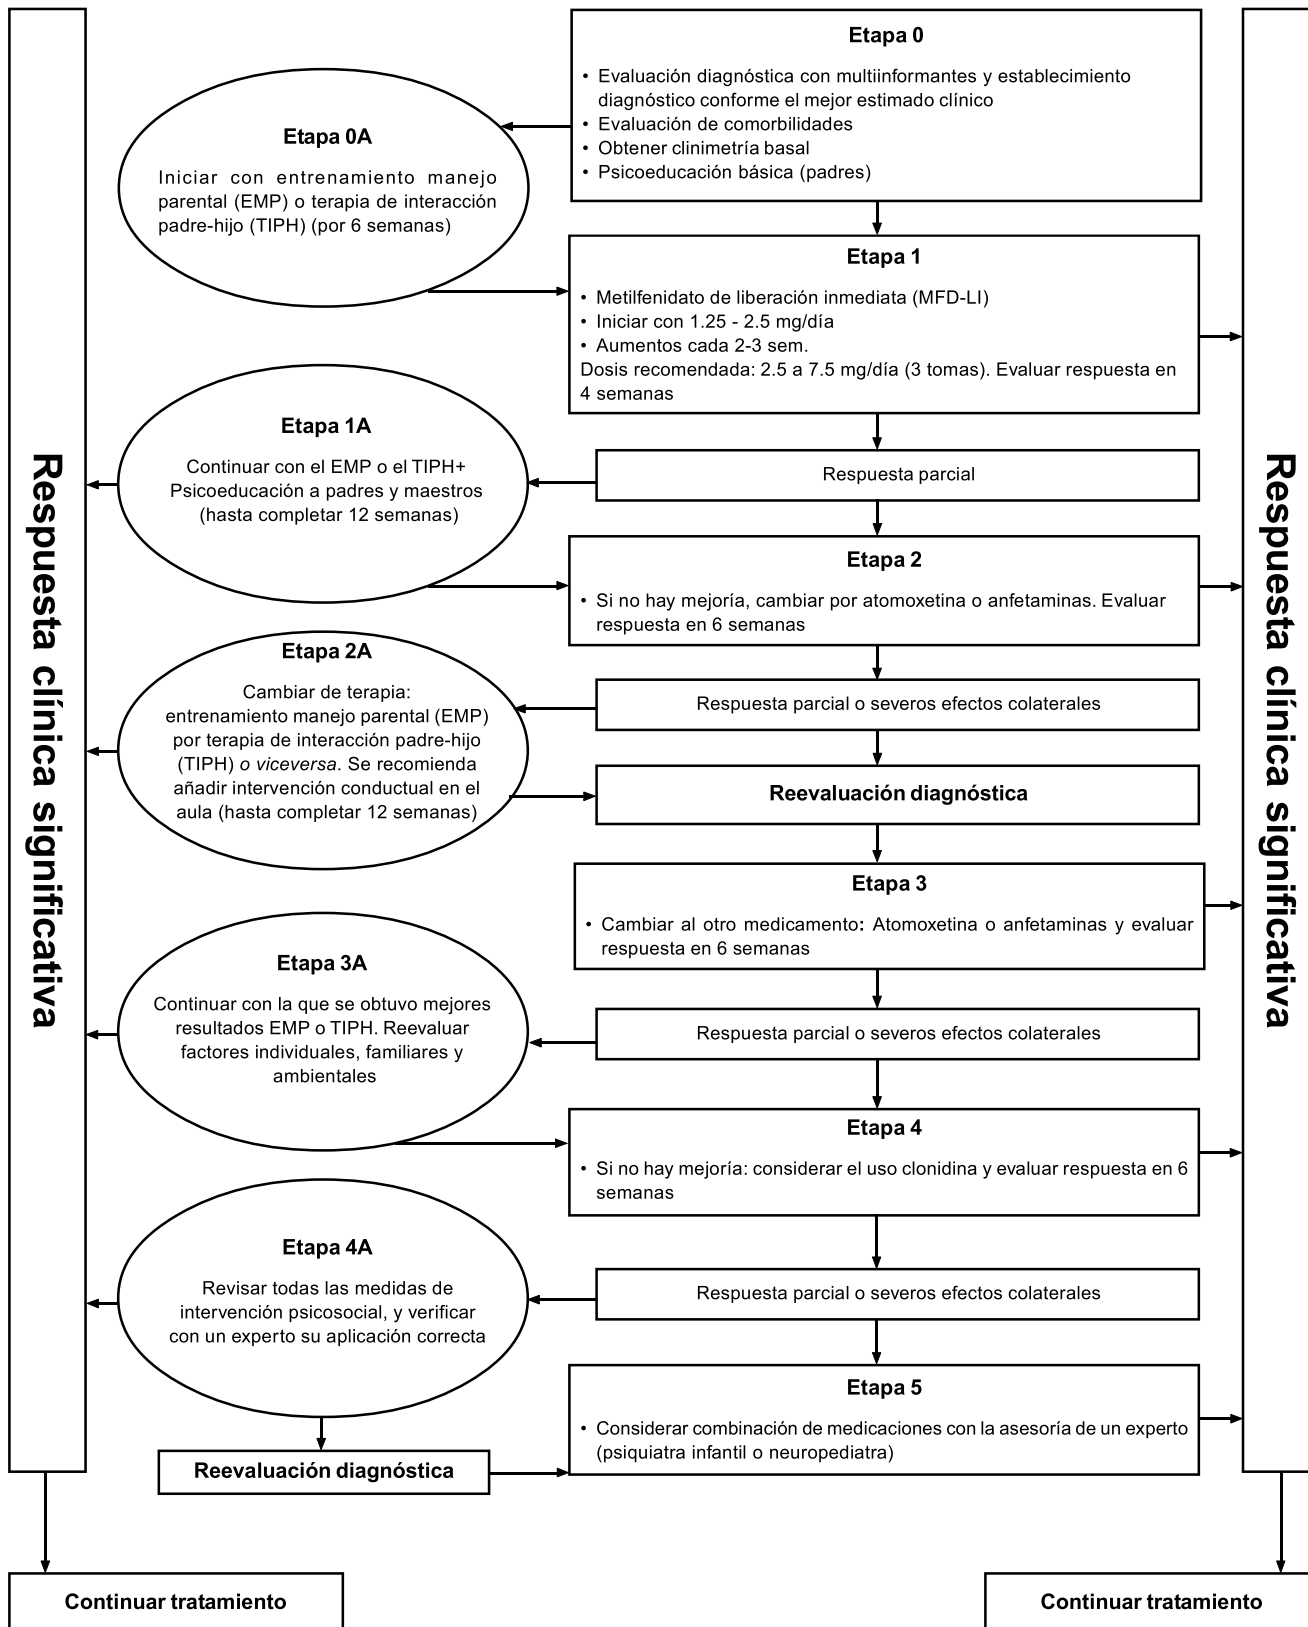 Etapa 0
• Evaluación diagnóstica con multiinformantes y establecimiento
diagnóstico conforme el mejor estimado clínico
• Evaluación de comorbilidades
• Obtener clinimetría basal
• Psicoeducación básica (padres)
Etapa 0A
Iniciar con entrenamiento manejo
parental (EMP) o terapia de interacción
padre-hijo (TIPH) (por 6 semanas)
Etapa 1
• Metilfenidato de liberación inmediata (MFD-LI)
• Iniciar con 1.25 - 2.5 mg/día
• Aumentos cada 2-3 sem.
Dosis recomendada: 2.5 a 7.5 mg/día (3 tomas). Evaluar respuesta en
4 semanas
Etapa 1A
Continuar con el EMP o el TIPH+
Psicoeducación a padres y maestros
(hasta completar 12 semanas)
Respuesta parcial
Etapa 2
• Si no hay mejoría, cambiar por atomoxetina o anfetaminas. Evaluar
respuesta en 6 semanas
Etapa 2A
Cambiar de terapia:
entrenamiento manejo parental (EMP)
por terapia de interacción padre-hijo
(TIPH) o viceversa. Se recomienda
añadir intervención conductual en el
aula (hasta completar 12 semanas)
Respuesta parcial o severos efectos colaterales
Reevaluación diagnóstica
Etapa 3
• Cambiar al otro medicamento: Atomoxetina o anfetaminas y evaluar
respuesta en 6 semanas
Etapa 3A
Continuar con la que se obtuvo mejores
resultados EMP o TIPH. Reevaluar
factores individuales, familiares y
ambientales
Respuesta parcial o severos efectos colaterales
Etapa 4
• Si no hay mejoría: considerar el uso clonidina y evaluar respuesta en 6
semanas
Etapa 4A
Revisar todas las medidas de
intervención psicosocial, y verificar
con un experto su aplicación correcta
Respuesta parcial o severos efectos colaterales
Etapa 5
• Considerar combinación de medicaciones con la asesoría de un experto
(psiquiatra infantil o neuropediatra)
Reevaluación diagnóstica
Respuesta clínica significativa
Respuesta clínica significativa
Continuar tratamiento
Continuar tratamiento